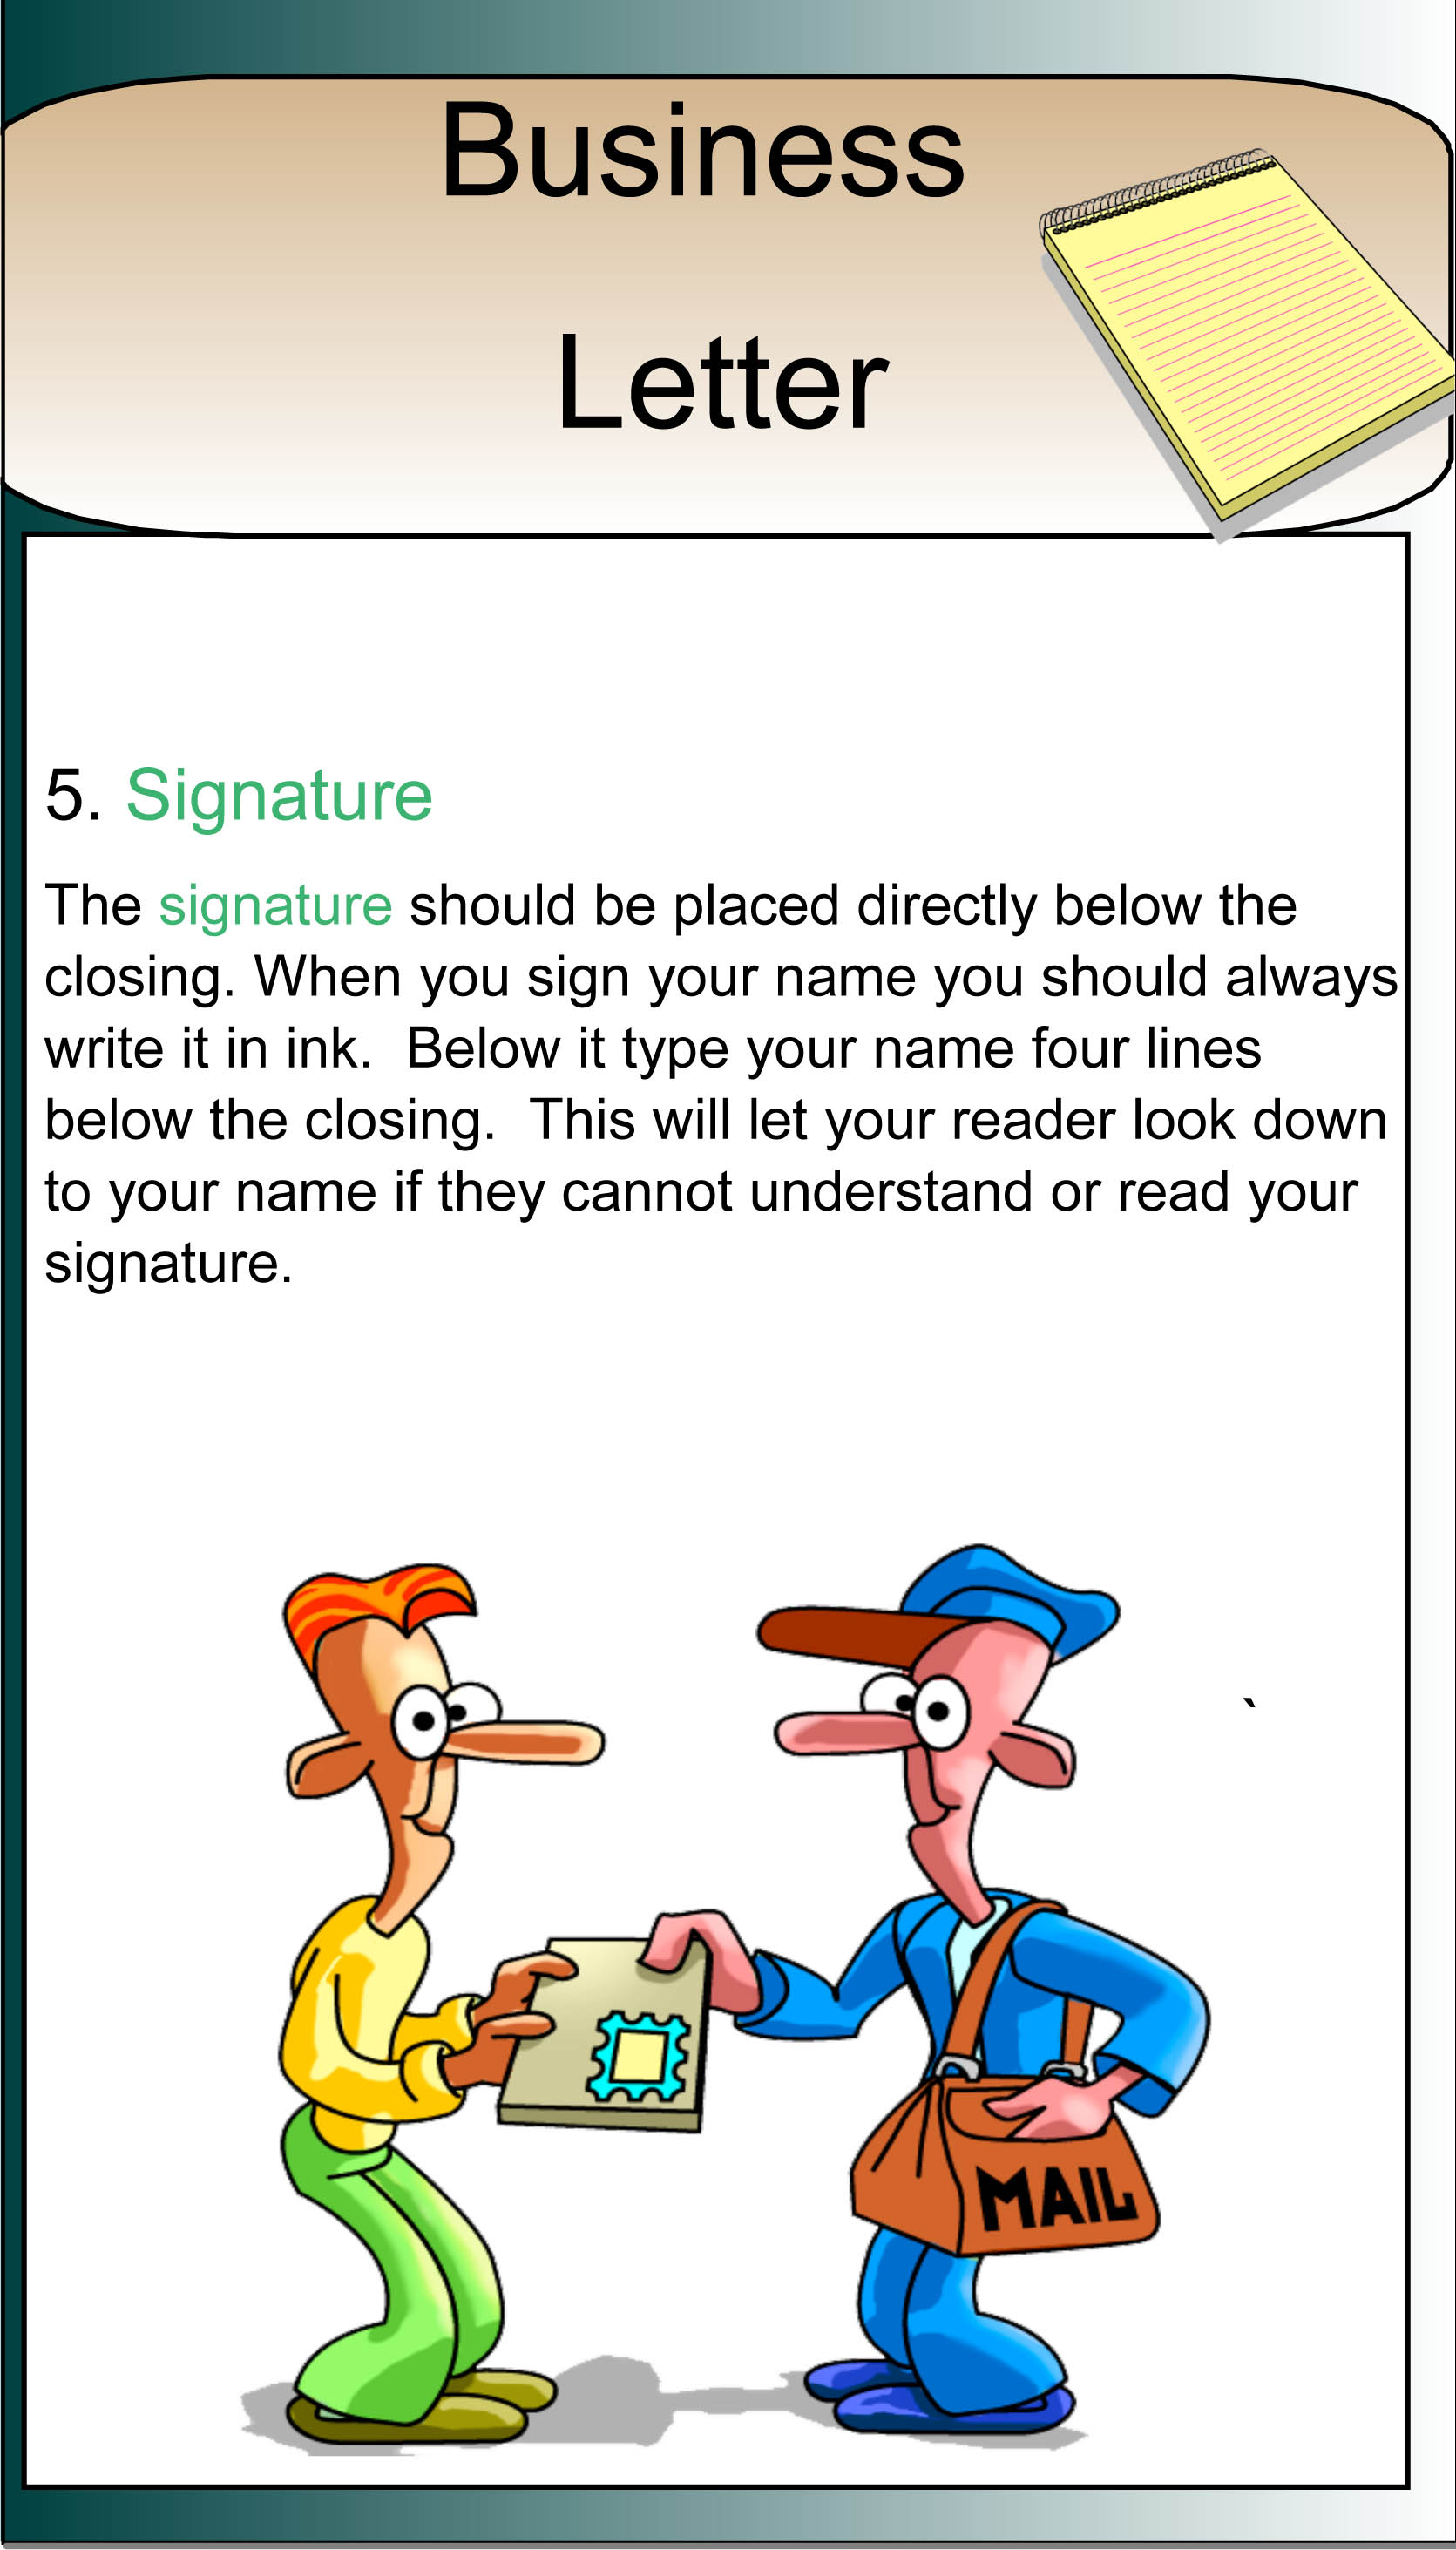 Business
Letter
5. Signature
The signature should be placed directly below the
closing. When you sign your name you should always
write it in ink.  Below it type your name four lines
below the closing.  This will let your reader look down
to your name if they cannot understand or read your
signature.
`
MAIL